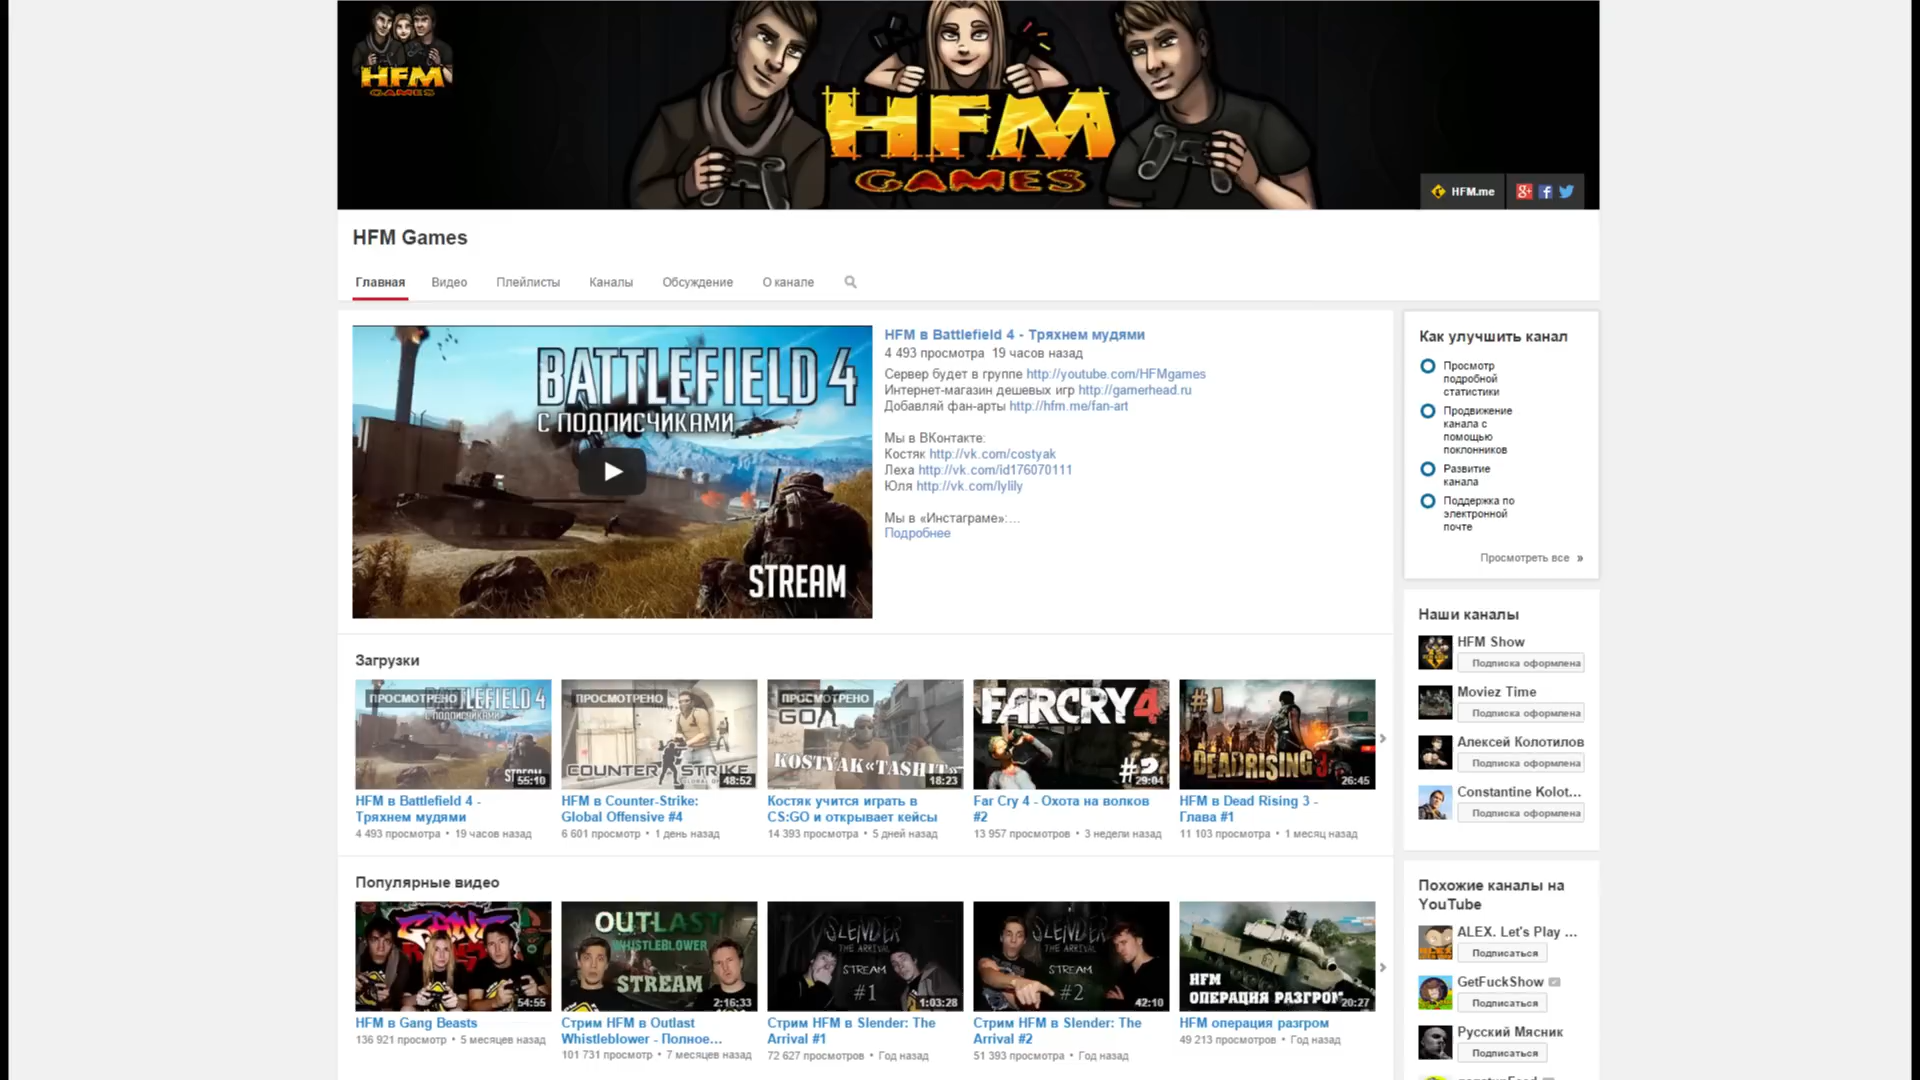 HFM
GAMES
HFM
GAMES
HFM.me
HFM Games
Главная
Видео
Плейлисты
Каналы
Обсуждение
О канале
BATTLEFIELD 4
С ПОДПИСЧИКАМИ
STREAM
HFM в Battlefield 4 - Тряхнем мудями
4 493 просмотра 19 часов назад
Сервер будет в группе http://youtube.com/HFMgames
Интернет-магазин дешевых игр http://gamerhead.ru
Добавляй фан-арты http://hfm.me/fan-art
Мы в ВКонтакте:
Костяк http://vk.com/costyak
Леха http://vk.com/id176070111
Юля http://vk.com/lylily
Мы в «Инстаграме»:...
Подробнее
Как улучшить канал
Просмотр
подробной
статистики
Продвижение
канала с
помощью
поклонников
Развитие
канала
Поддержка по
электронной
почте
Просмотреть все »
Наши каналы
HFM Show
Подписка оформлена
Moviez Time
Подписка оформлена
Алексей Колотилов
Подписка оформлена
Constantine Kolot...
Подписка оформлена
Загрузки
ПРОСМОТРЕНО
BATTLEFIELD 4
С ПОДПИСЧИКАМИ
55:10
HFM в Battlefield 4 -
Тряхнем мудями
4 493 просмотра • 19 часов назад
ПРОСМОТРЕНО
COUNTER STRIKE
48:52
HFM в Counter-Strike:
Global Offensive #4
6 601 просмотр • 1 день назад
ПРОСМОТРЕНО
GO
KOSTYAK «TASHIT»
18:23
Костяк учится играть в
CS:GO и открывает кейсы
14 393 просмотра • 5 дней назад
FARCRY 4
#2
29:04
Far Cry 4 - Охота на волков
#2
13 957 просмотров • 3 недели назад
#1
DEADRISING 3
26:45
HFM в Dead Rising 3 -
Глава #1
11 103 просмотра • 1 месяц назад
Популярные видео
GANG
54:55
HFM в Gang Beasts
136 921 просмотр • 5 месяцев назад
OUTLAST
WHISTLEBLOWER
STREAM
2:16:33
Стрим HFM в Outlast
Whistleblower - Полное...
101 731 просмотр • 7 месяцев назад
SLENDER
THE ARRIVAL
STREAM
#1
1:03:28
Стрим HFM в Slender: The
Arrival #1
72 627 просмотров • Год назад
SLENDER
THE ARRIVAL
STREAM
#2
42:10
Стрим HFM в Slender: The
Arrival #2
51 393 просмотра • Год назад
HFM
ОПЕРАЦИЯ РАЗГРОМ
20:27
HFM операция разгром
49 213 просмотров • Год назад
Похожие каналы на
YouTube
ALEX. Let's Play ...
Подписаться
GetFuckShow
Подписаться
Русский Мясник
Подписаться